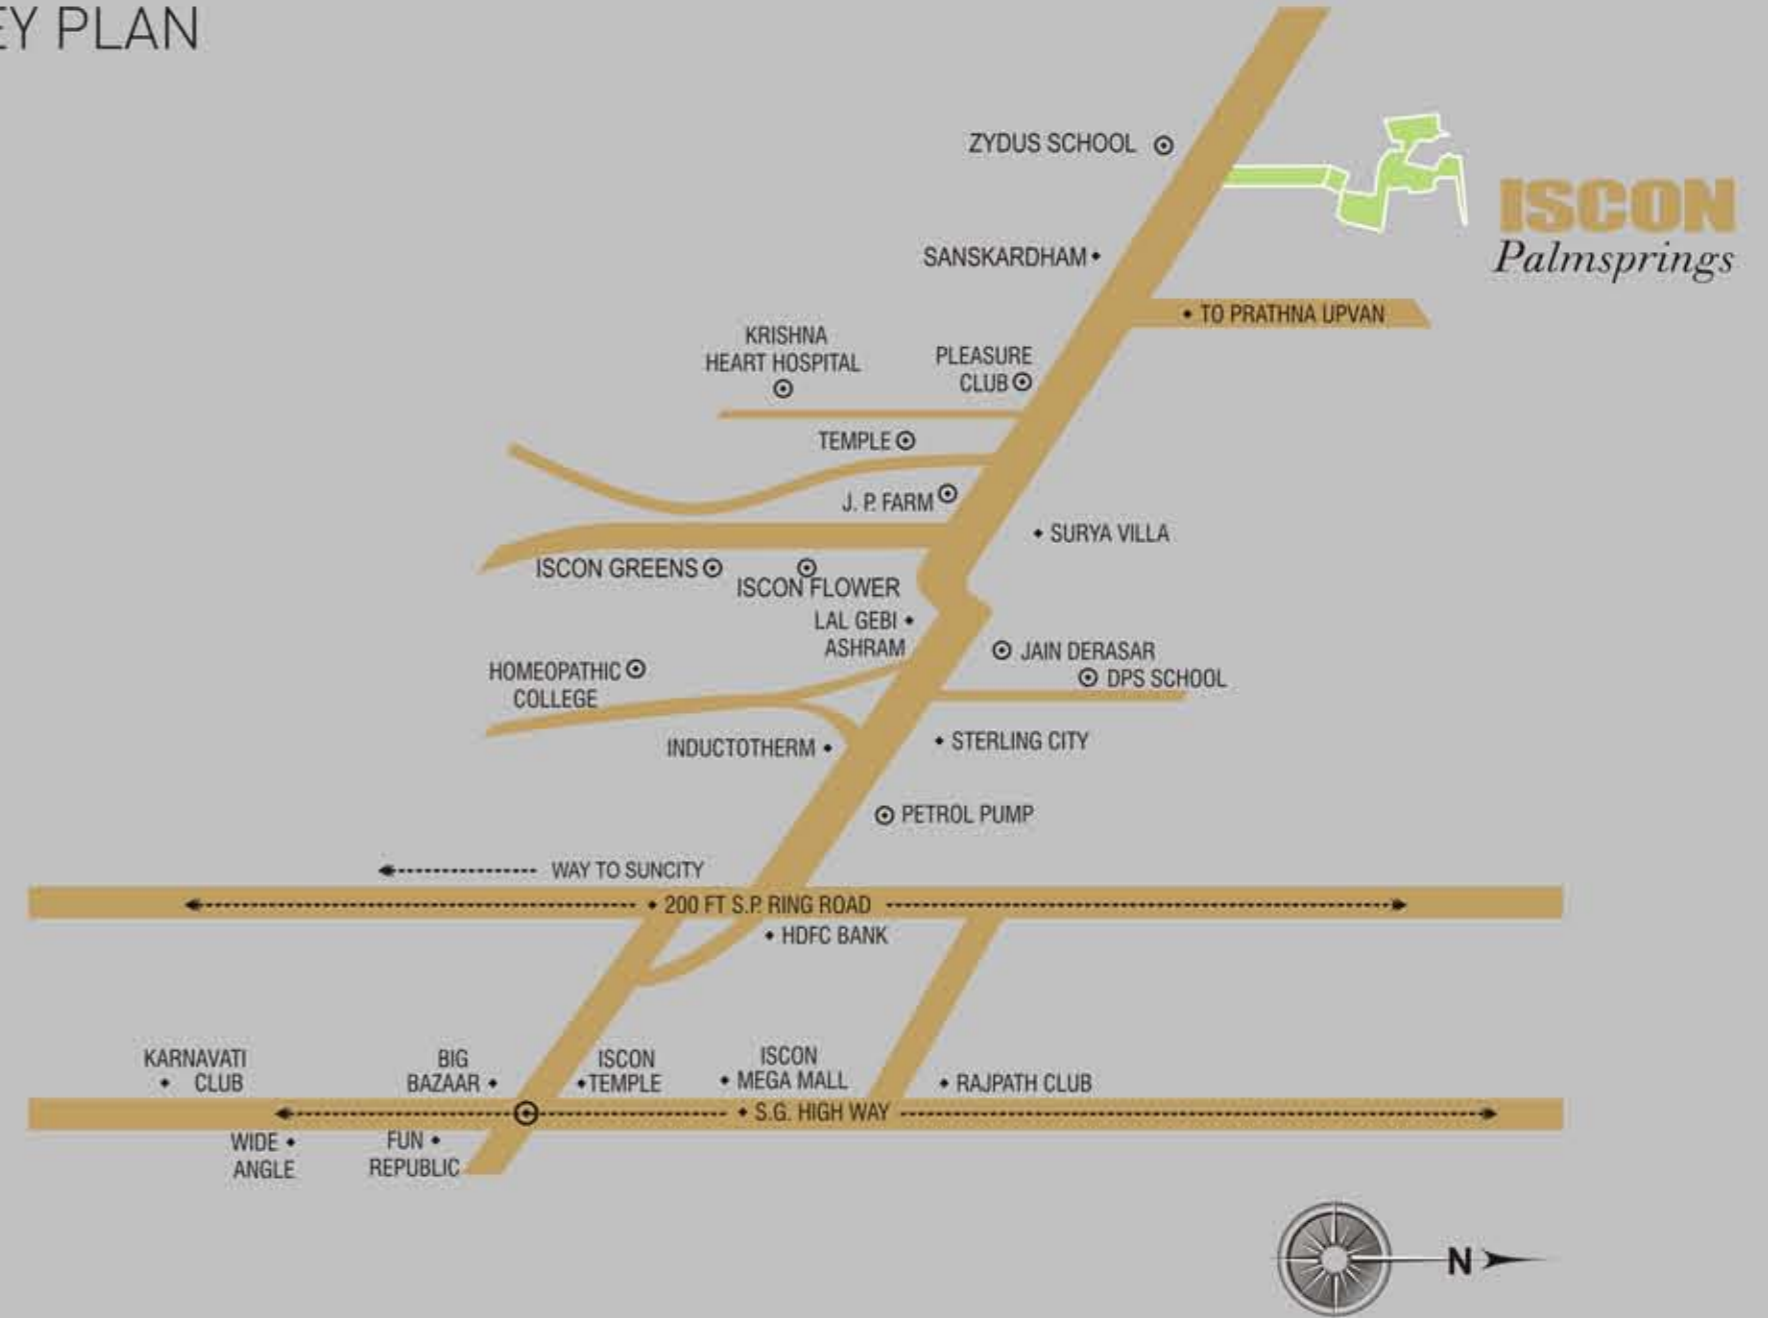 EY PLAN
ZYDUS SCHOOL
ISCON
Palmsprings
SANSKARDHAM
TO PRATHNA UPVAN
KRISHNA
HEART HOSPITAL
PLEASURE
CLUB
TEMPLE
J. P. FARM
SURYA VILLA
ISCON GREENS
ISCON FLOWER
LAL GEBI
ASHRAM
JAIN DERASAR
DPS SCHOOL
HOMEOPATHIC
COLLEGE
INDUCTOTHERM
STERLING CITY
PETROL PUMP
WAY TO SUNCITY
200 FT S.P. RING ROAD
HDFC BANK
KARNAVATI
CLUB
BIG
BAZAAR
ISCON
TEMPLE
ISCON
MEGA MALL
RAJPATH CLUB
S.G. HIGH WAY
WIDE
ANGLE
FUN
REPUBLIC
N